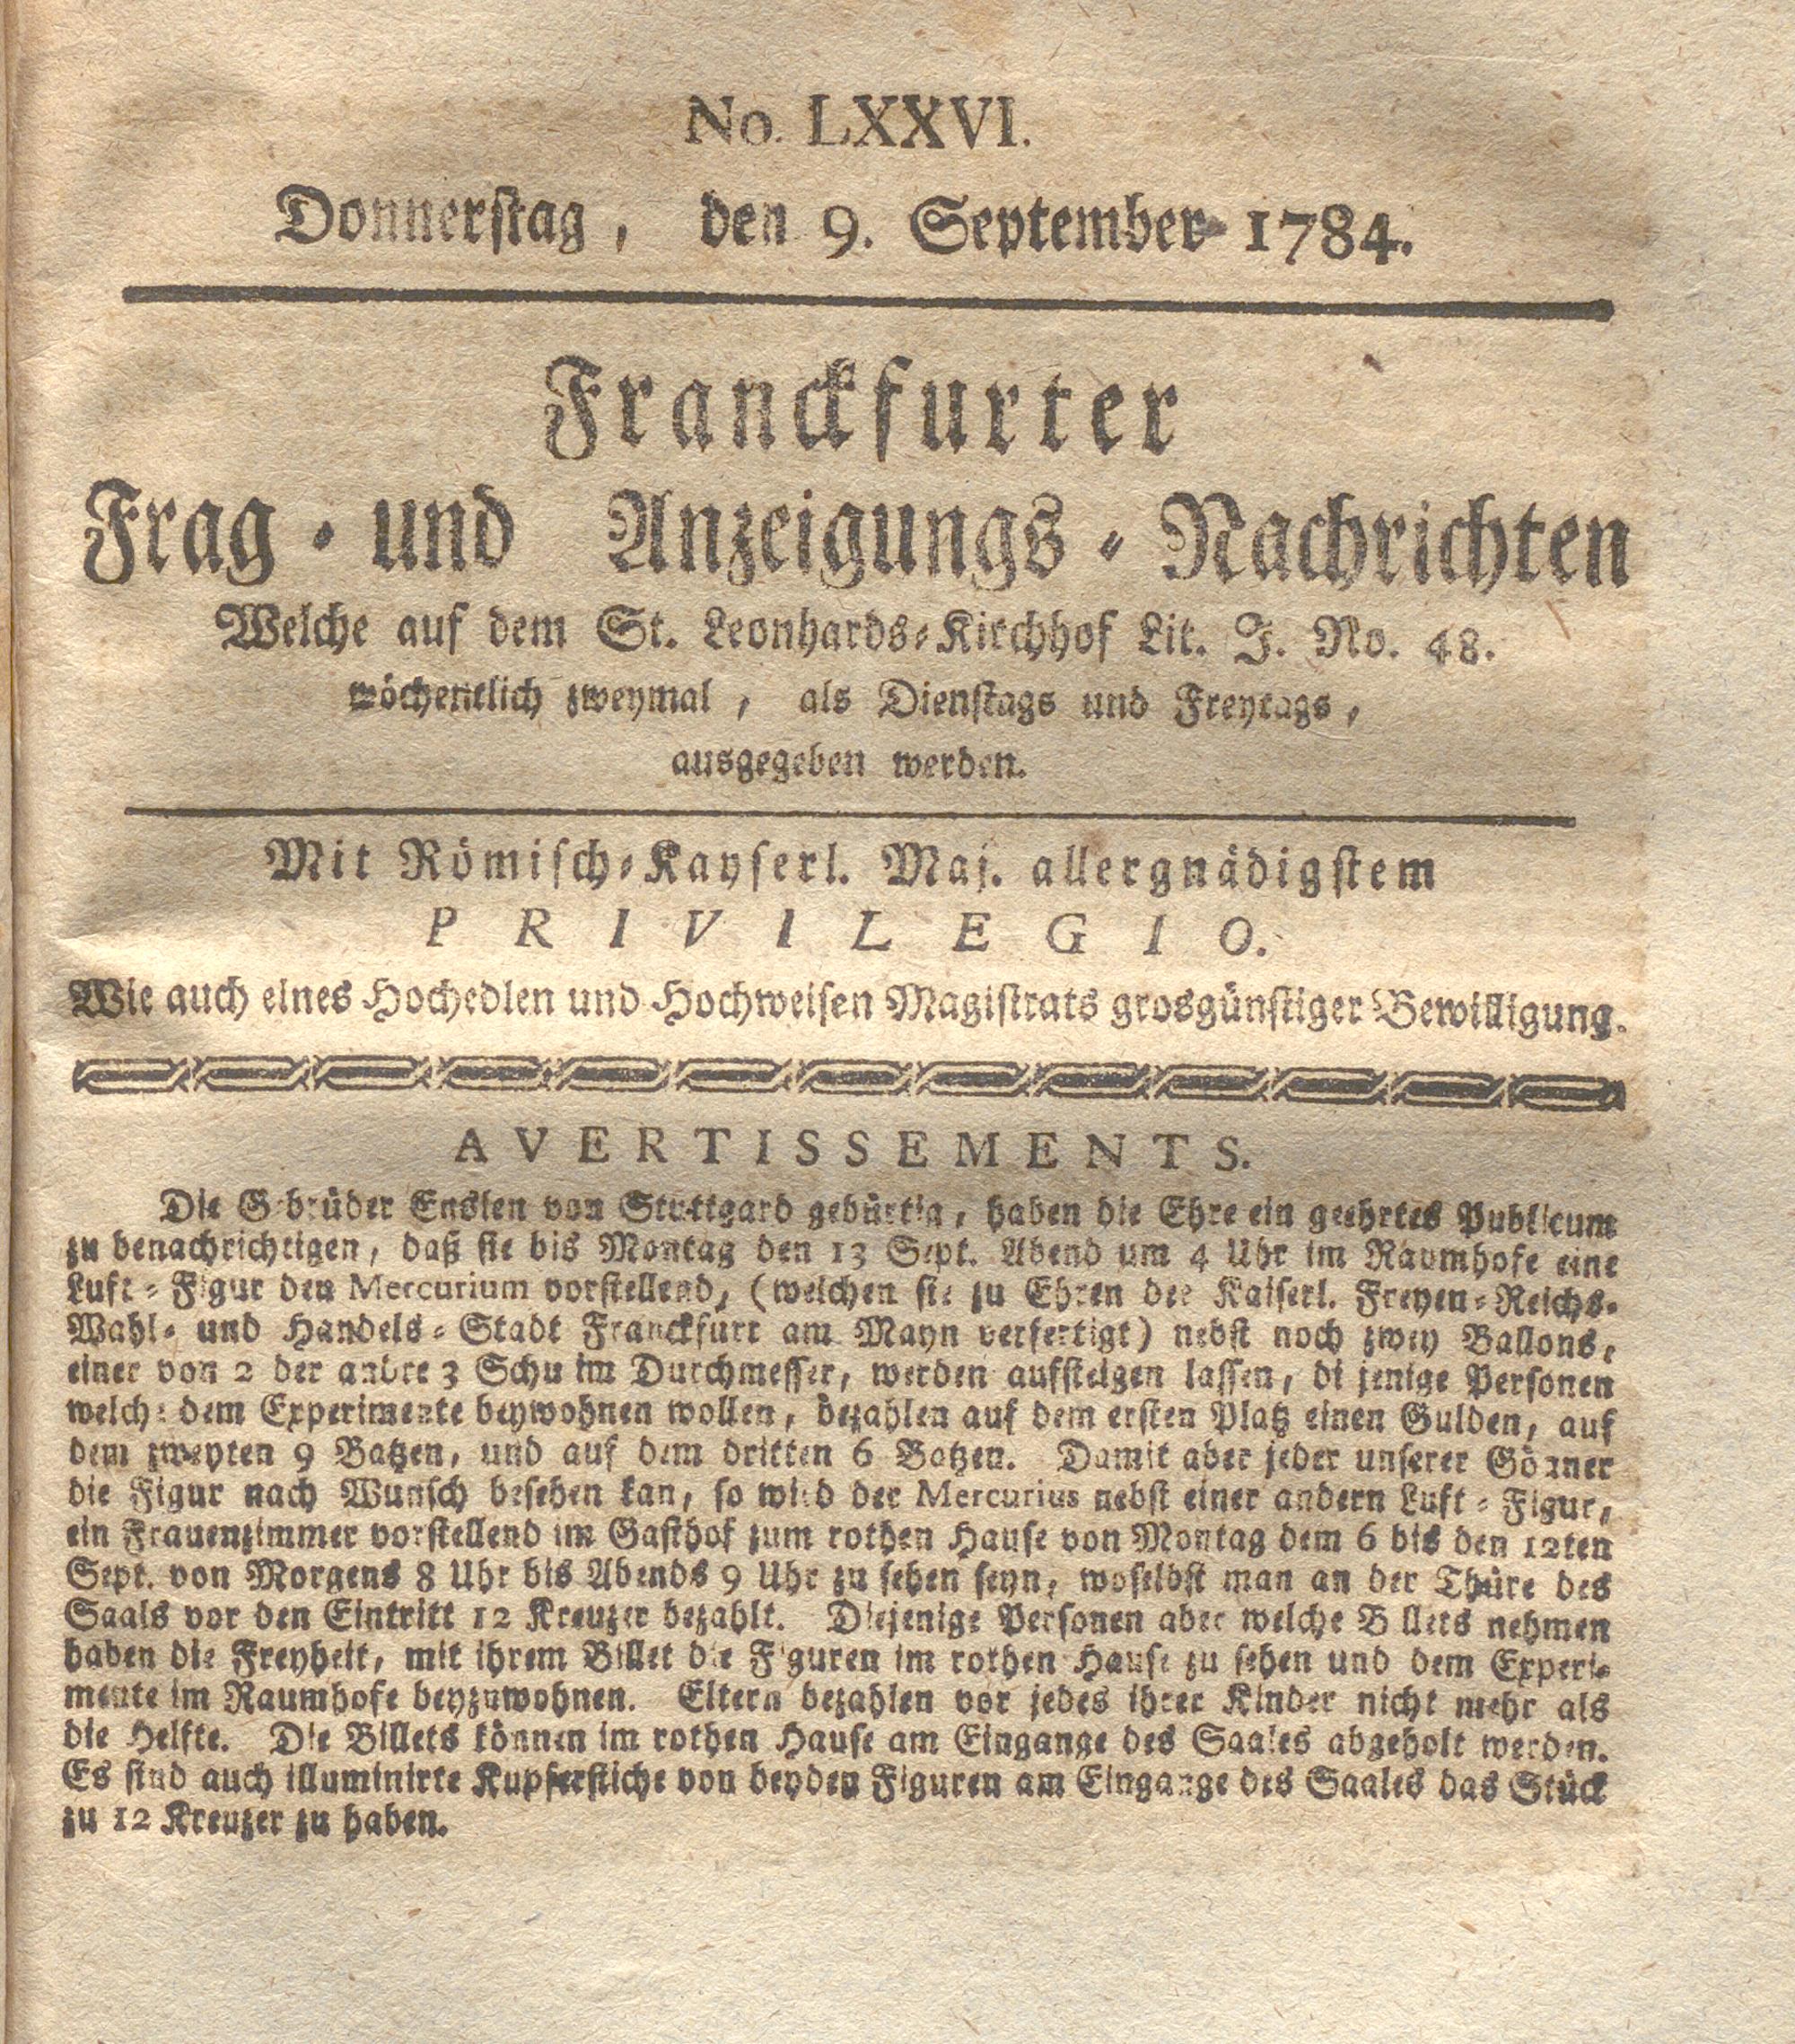 No. LXXVI.
Donnerstag, den 9. September 1784.
Franckfurter
Frag- und Anzeigungs-Nachrichten
Welche auf dem St. Leonhards-Kirchhof Lit. J. No. 48.
wöchentlich zweymal, als Dienstags und Freytags,
ausgegeben werden.
Mit Römisch-Kayserl. Maj. allergnädigstem
PRIVILEGIO.
Wie auch eines Hochedlen und Hochweisen Magistrats grosgünstiger Bewilligung.
AVERTISSEMENTS.
Die Gebrüder Enslen von Stuttgard gebürtig, haben die Ehre ein geehrtes Publicum
zu benachrichtigen, daß sie bis Montag den 13 Sept. Abend um 4 Uhr im Raumhofe eine
Luft-Figur den Mercurium vorstellend, (welchen sie zu Ehren der Kaiserl. Freyen-Reichs-
Wahl- und Handels-Stadt Franckfurt am Mayn verfertigt) nebst noch zwey Ballons,
einer von 2 der andre 3 Schu im Durchmesser, werden aufsteigen lassen, diejenige Personen
welche dem Experimente beywohnen wollen, bezahlen auf dem ersten Platz einen Gulden, auf
dem zweyten 9 Batzen, und auf dem dritten 6 Batzen. Damit aber jeder unserer Gönner
die Figur nach Wunsch besehen kan, so wird der Mercurius nebst einer andern Luft-Figur,
ein Frauenzimmer vorstellend im Gasthof zum rothen Hause von Montag dem 6 bis den 12ten
Sept. von Morgens 8 Uhr bis Abends 9 Uhr zu sehen seyn, woselbst man an der Thüre des
Saals vor den Eintritt 12 Kreuzer bezahlt. Diejenige Personen aber welche Billets nehmen
haben die Freyheit, mit ihrem Billet die Figuren im rothen Hause zu sehen und dem Experi-
mente im Raumhofe beyzuwohnen. Eltern bezahlen vor jedes ihrer Kinder nicht mehr als
die Helfte. Die Billets können im rothen Hause am Eingange des Saales abgeholt werden.
Es sind auch illuminirte Kupferstiche von beyden Figuren am Eingange des Saales das Stück
zu 12 Kreuzer zu haben.